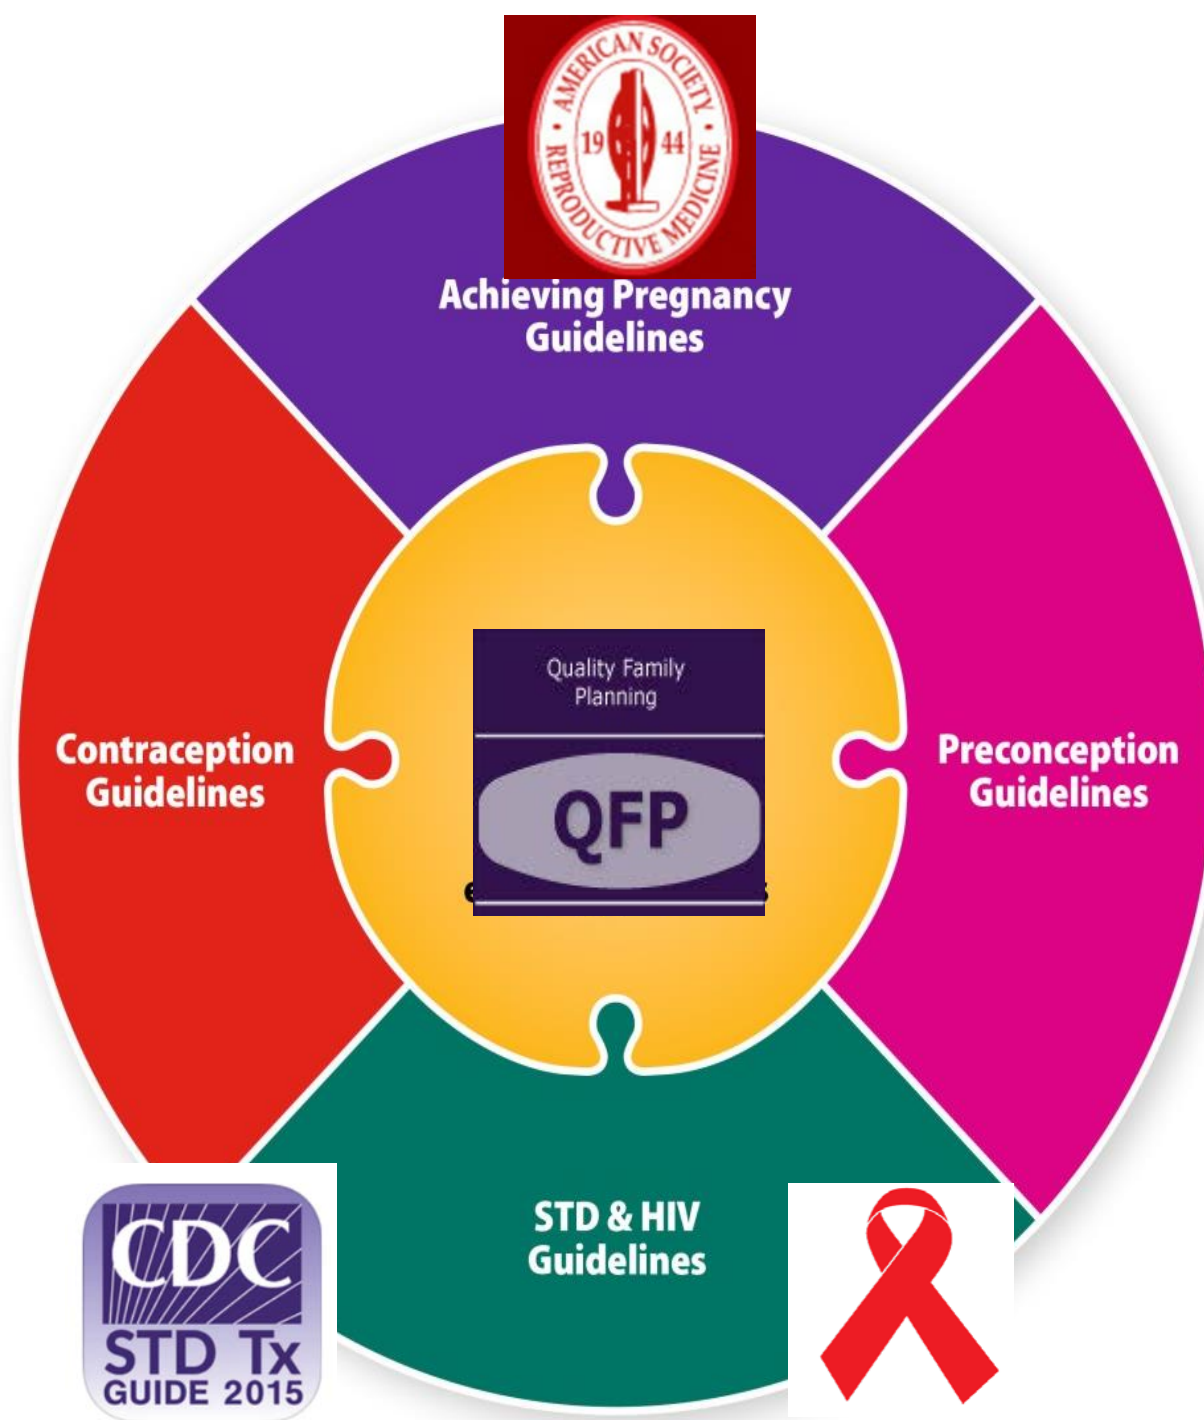 AMERICAN SOCIETY
19 44
REPRODUCTIVE MEDICINE
Achieving Pregnancy
Guidelines
Contraception
Guidelines
Quality Family
Planning
QFP
Preconception
Guidelines
STD & HIV
Guidelines
CDC
STD Tx
GUIDE 2015